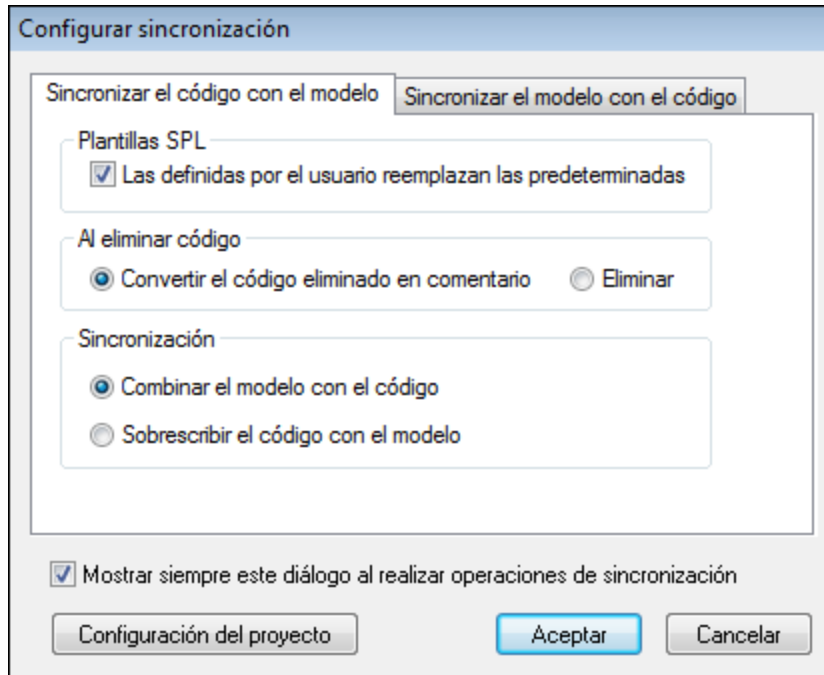 Configurar sincronización
Sincronizar el código con el modelo
Sincronizar el modelo con el código
Plantillas SPL
Las definidas por el usuario reemplazan las predeterminadas
Al eliminar código
Convertir el código eliminado en comentario
Eliminar
Sincronización
Combinar el modelo con el código
Sobrescribir el código con el modelo
Mostrar siempre este diálogo al realizar operaciones de sincronización
Configuración del proyecto
Aceptar
Cancelar